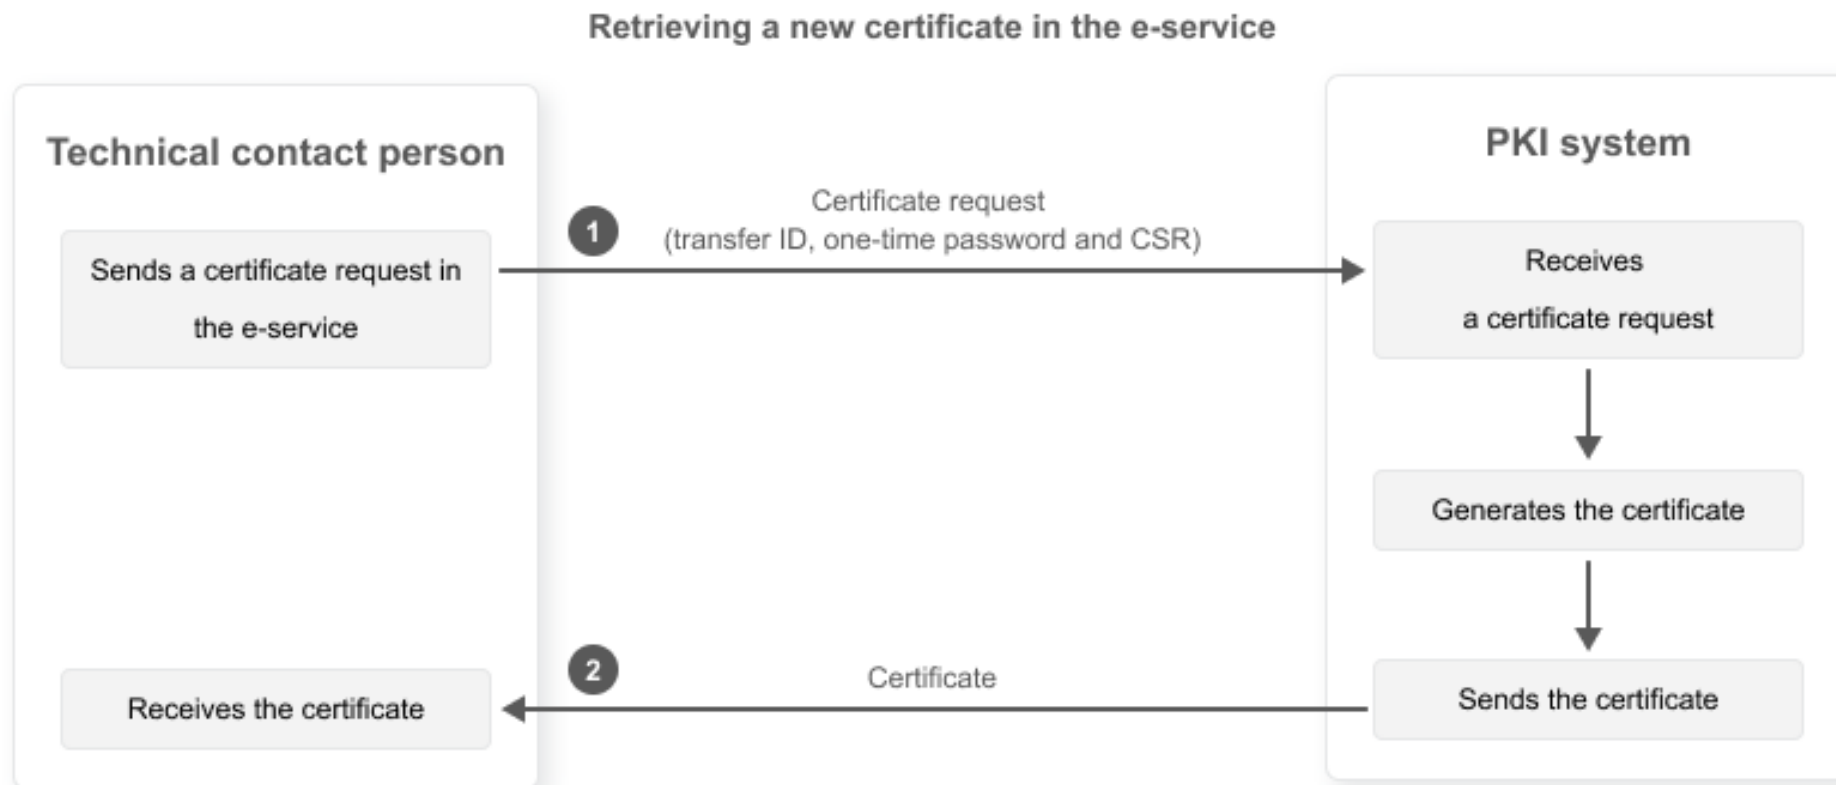 Retrieving a new certificate in the e-service
Technical contact person
PKI system
Certificate request
(transfer ID, one-time password and CSR)
1
Sends a certificate request in
the e-service
Receives
a certificate request
Generates the certificate
2
Certificate
Receives the certificate
Sends the certificate